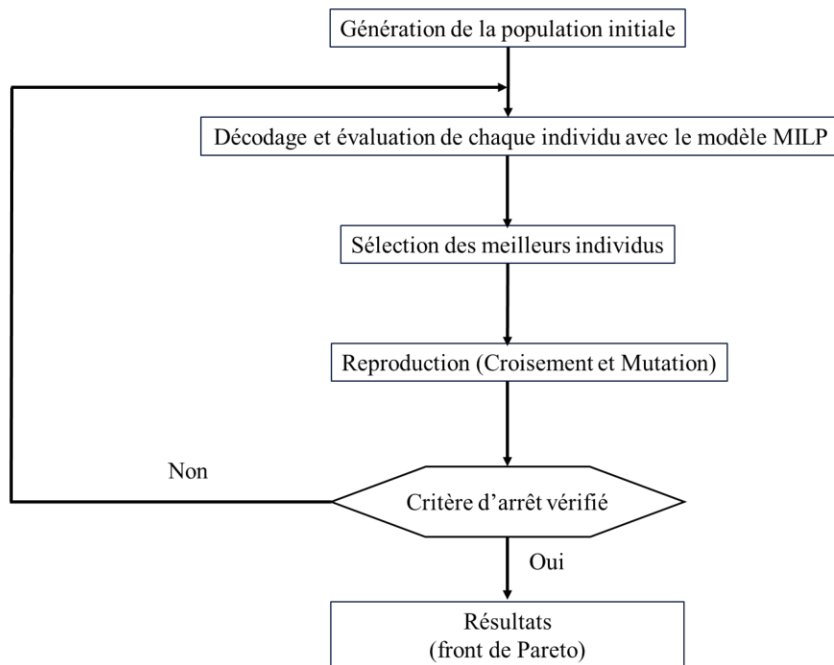 Génération de la population initiale
Décodage et évaluation de chaque individu avec le modèle MILP
Sélection des meilleurs individus
Reproduction (Croisement et Mutation)
Non
Critère d’arrêt vérifié
Oui
Résultats
(front de Pareto)